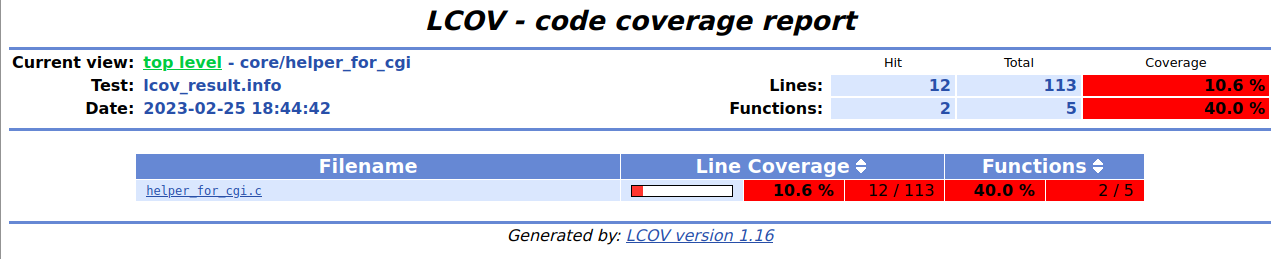 LCOV - code coverage report
Current view: top level - core/helper_for_cgi Hit Total Coverage
Test: lcov_result.info Lines: 12 113 10.6 %
Date: 2023-02-25 18:44:42 Functions: 2 5 40.0 %
Filename Line Coverage Functions
helper_for_cgi.c 10.6 % 12 / 113 40.0 % 2 / 5
Generated by: LCOV version 1.16